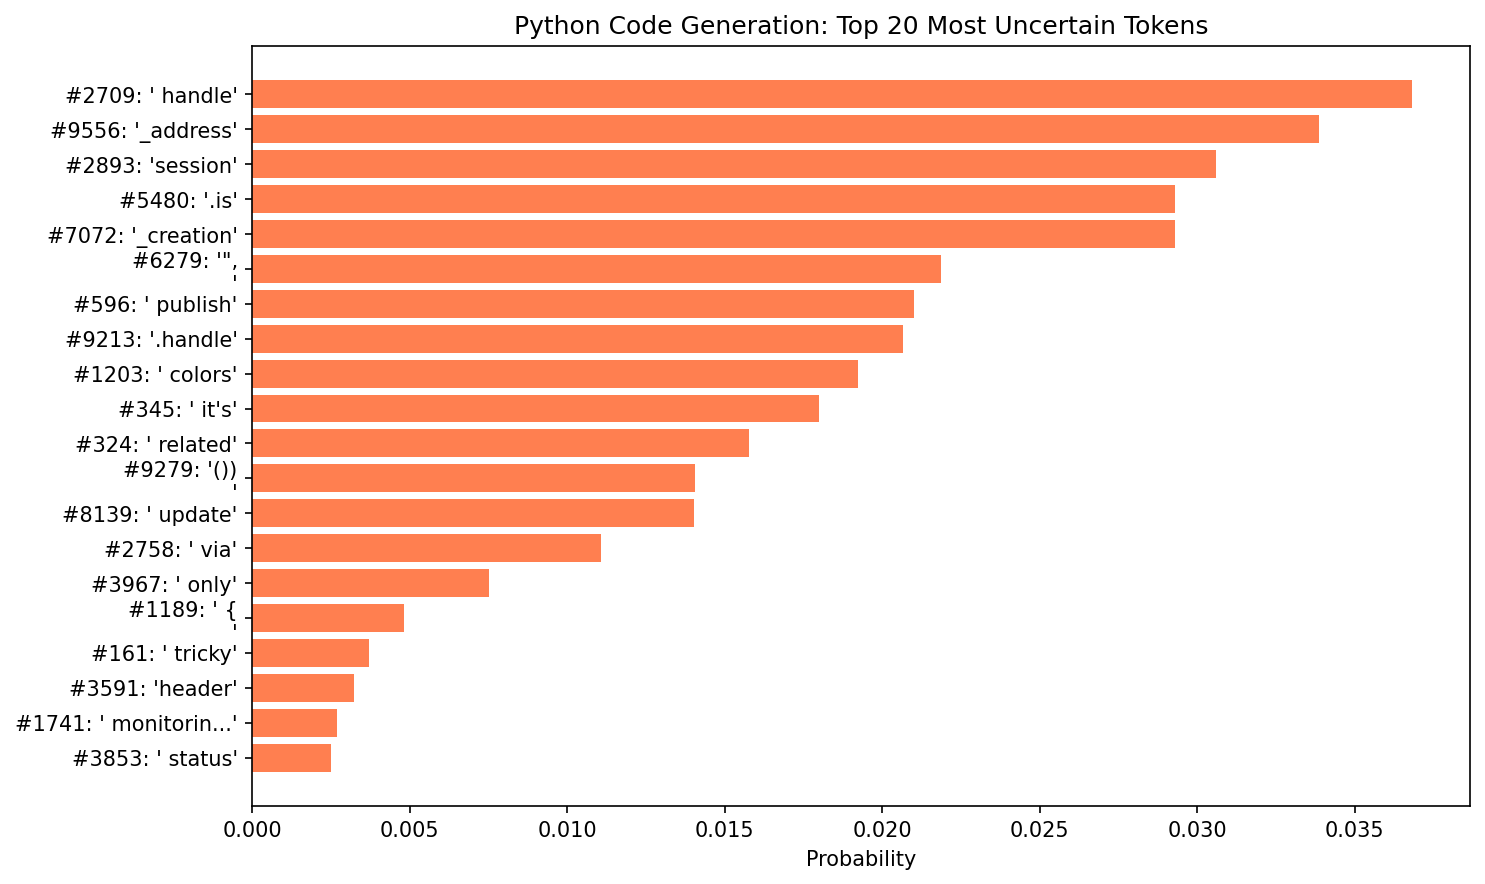 Python Code Generation: Top 20 Most Uncertain Tokens
#2709: ' handle'
#9556: '_address'
#2893: 'session'
#5480: '.is'
#7072: '_creation'
#6279: '",
'
#596: ' publish'
#9213: '.handle'
#1203: ' colors'
#345: ' it's'
#324: ' related'
#9279: '())
'
#8139: ' update'
#2758: ' via'
#3967: ' only'
#1189: ' {
'
#161: ' tricky'
#3591: 'header'
#1741: ' monitorin...'
#3853: ' status'
0.000 0.005 0.010 0.015 0.020 0.025 0.030 0.035
Probability